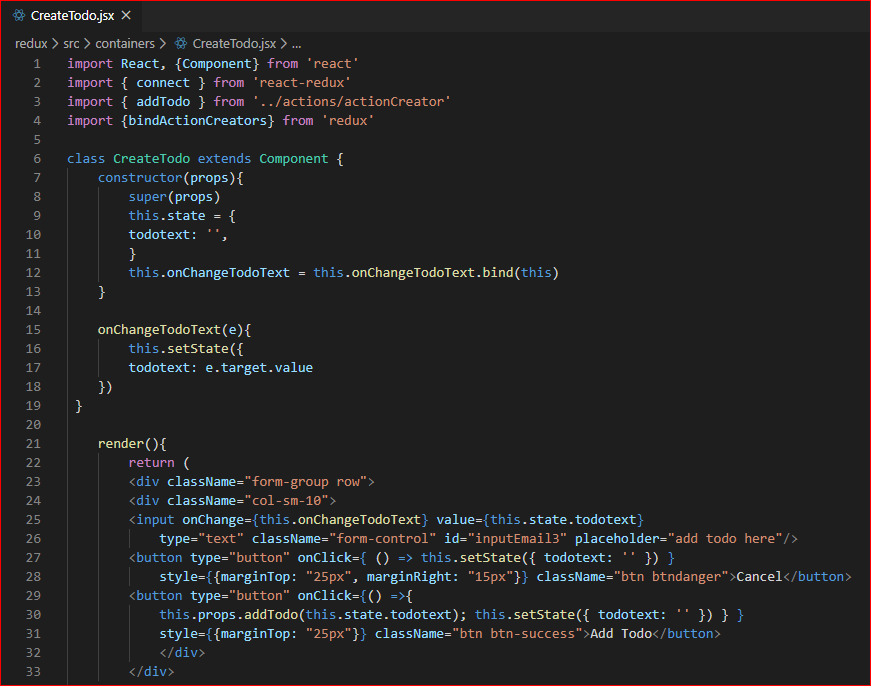 CreateTodo.jsx ×
redux > src > containers > CreateTodo.jsx > ...
1 import React, {Component} from 'react'
2 import { connect } from 'react-redux'
3 import { addTodo } from '../actions/actionCreator'
4 import {bindActionCreators} from 'redux'
5
6 class CreateTodo extends Component {
7     constructor(props){
8         super(props)
9         this.state = {
10         todotext: '',
11         }
12         this.onChangeTodoText = this.onChangeTodoText.bind(this)
13     }
14
15     onChangeTodoText(e){
16         this.setState({
17         todotext: e.target.value
18     })
19  }
20
21     render(){
22         return (
23         <div className="form-group row">
24         <div className="col-sm-10">
25         <input onChange={this.onChangeTodoText} value={this.state.todotext}
26             type="text" className="form-control" id="inputEmail3" placeholder="add todo here"/>
27         <button type="button" onClick={ () => this.setState({ todotext: '' }) }
28             style={{marginTop: "25px", marginRight: "15px"}} className="btn btndanger">Cancel</button>
29         <button type="button" onClick={() =>{
30             this.props.addTodo(this.state.todotext); this.setState({ todotext: '' }) } }
31             style={{marginTop: "25px"}} className="btn btn-success">Add Todo</button>
32             </div>
33         </div>